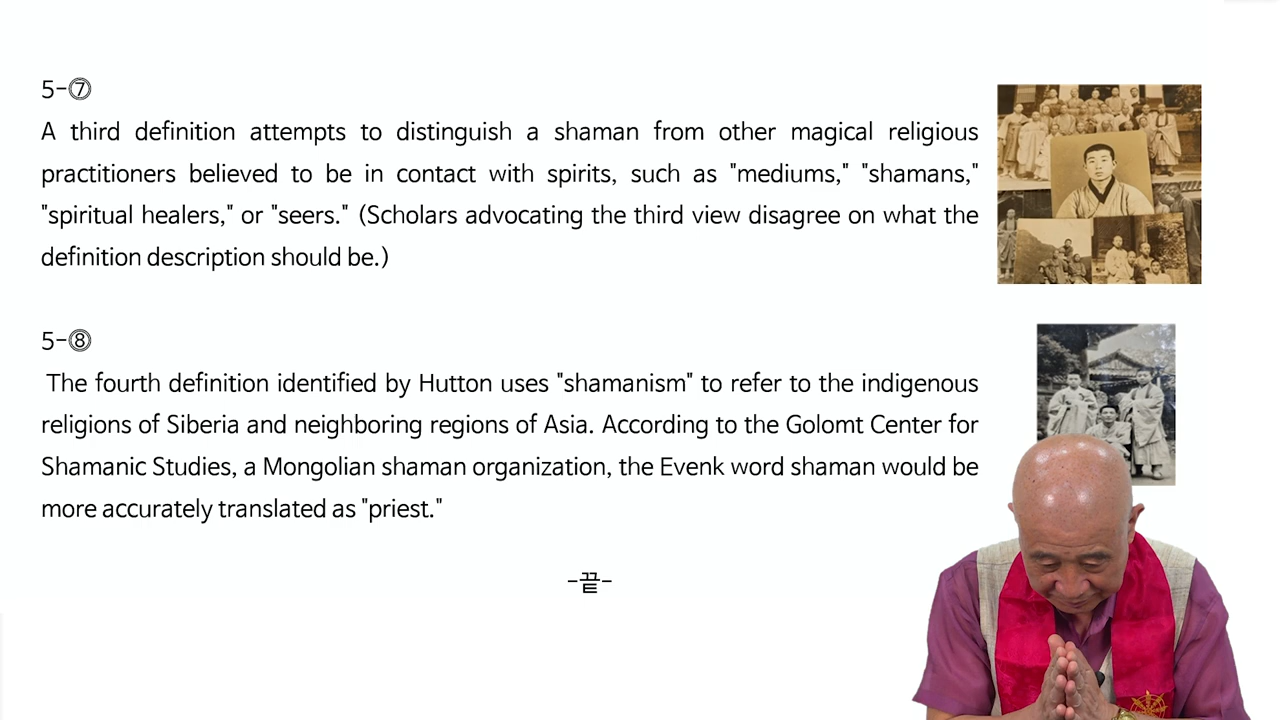 5-⑦
A third definition attempts to distinguish a shaman from other magical religious
practitioners believed to be in contact with spirits, such as "mediums," "shamans,"
"spiritual healers," or "seers." (Scholars advocating the third view disagree on what the
definition description should be.)
5-⑧
The fourth definition identified by Hutton uses "shamanism" to refer to the indigenous
religions of Siberia and neighboring regions of Asia. According to the Golomt Center for
Shamanic Studies, a Mongolian shaman organization, the Evenk word shaman would be
more accurately translated as "priest."
-끝-